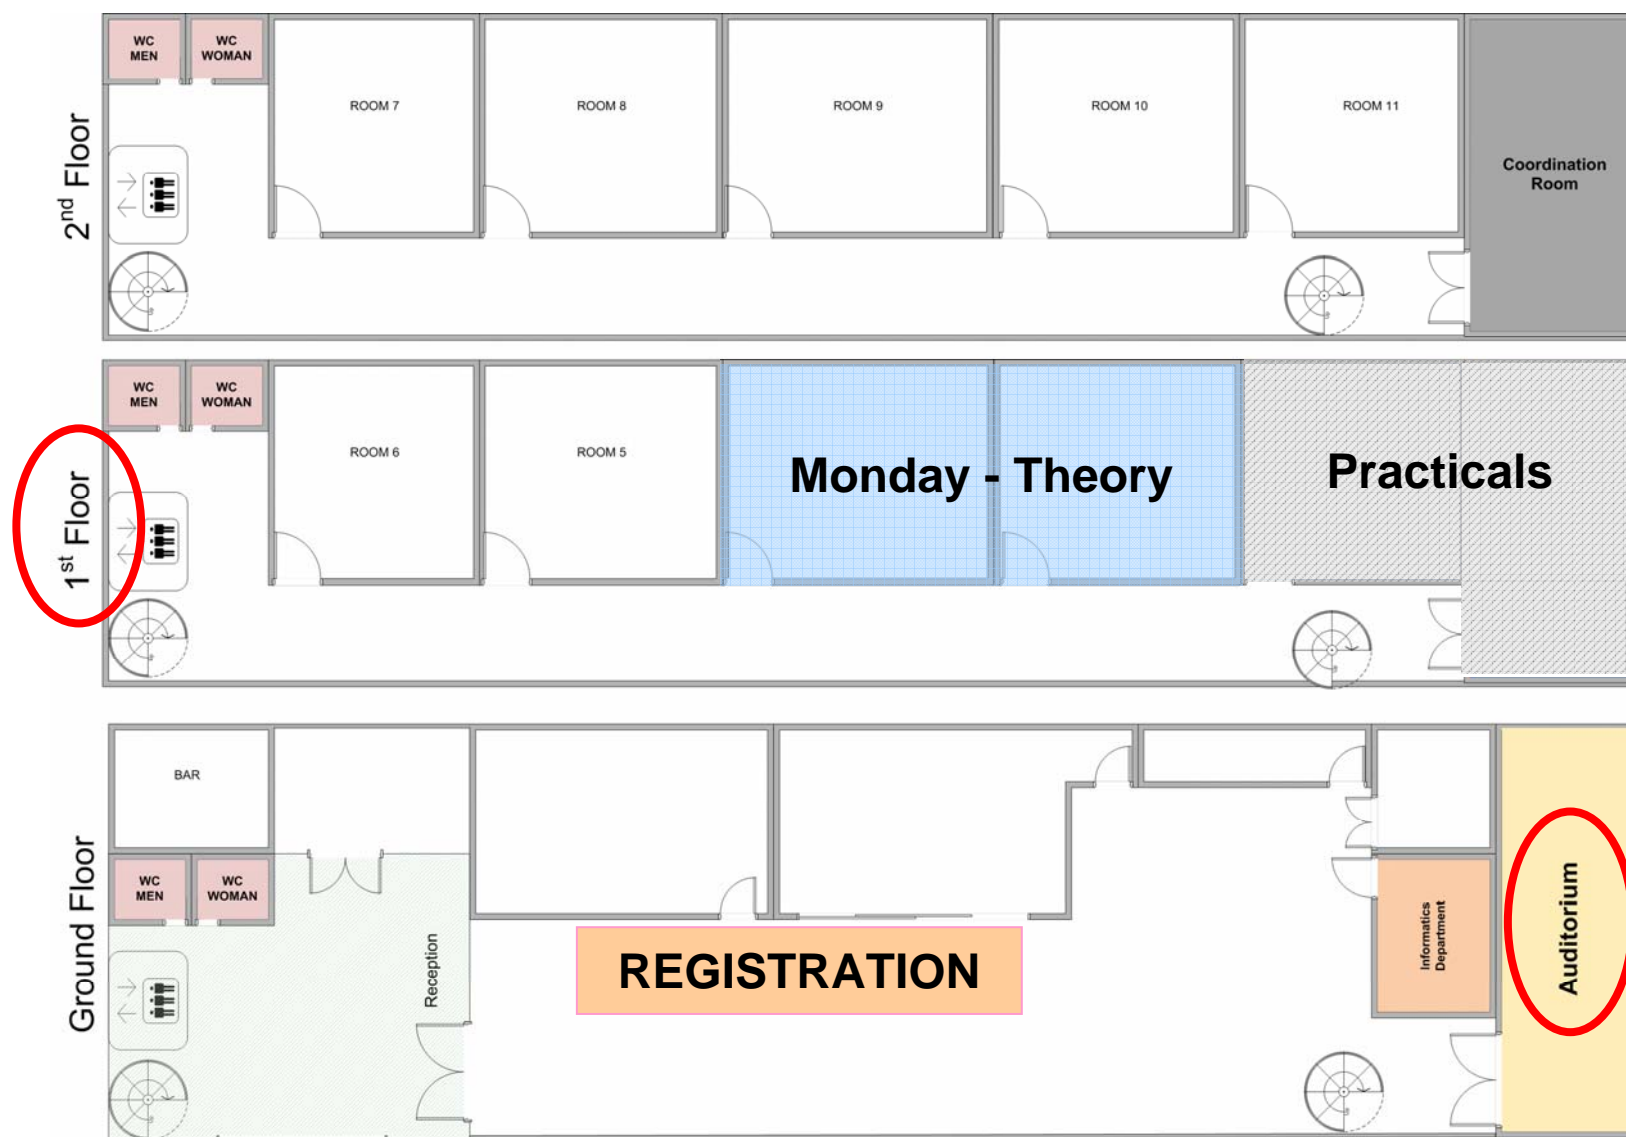 2nd Floor
WC
MEN
WC
WOMAN
ROOM 7
ROOM 8
ROOM 9
ROOM 10
ROOM 11
Coordination
Room
1st Floor
WC
MEN
WC
WOMAN
ROOM 6
ROOM 5
Monday - Theory
Practicals
Ground Floor
BAR
WC
MEN
WC
WOMAN
Reception
REGISTRATION
Informatics
Department
Auditorium